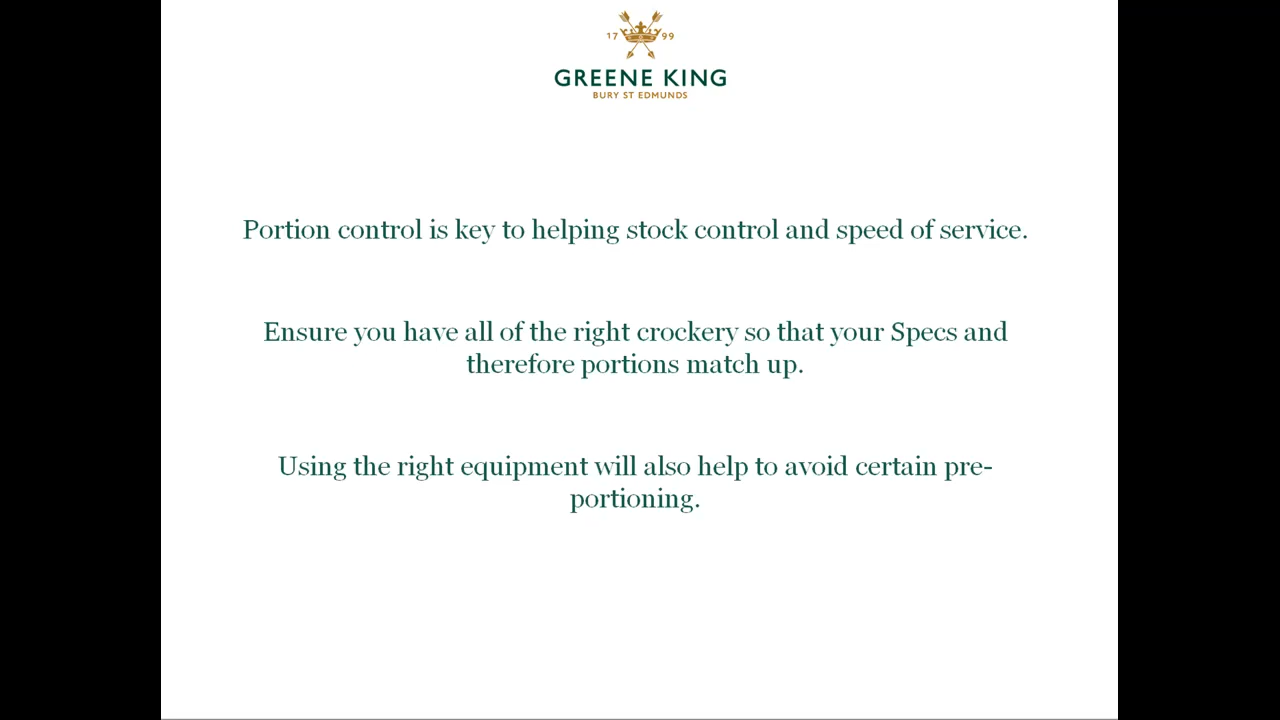 17 99
GREENE KING
BURY ST EDMUNDS
Portion control is key to helping stock control and speed of service.
Ensure you have all of the right crockery so that your Specs and
therefore portions match up.
Using the right equipment will also help to avoid certain pre-
portioning.